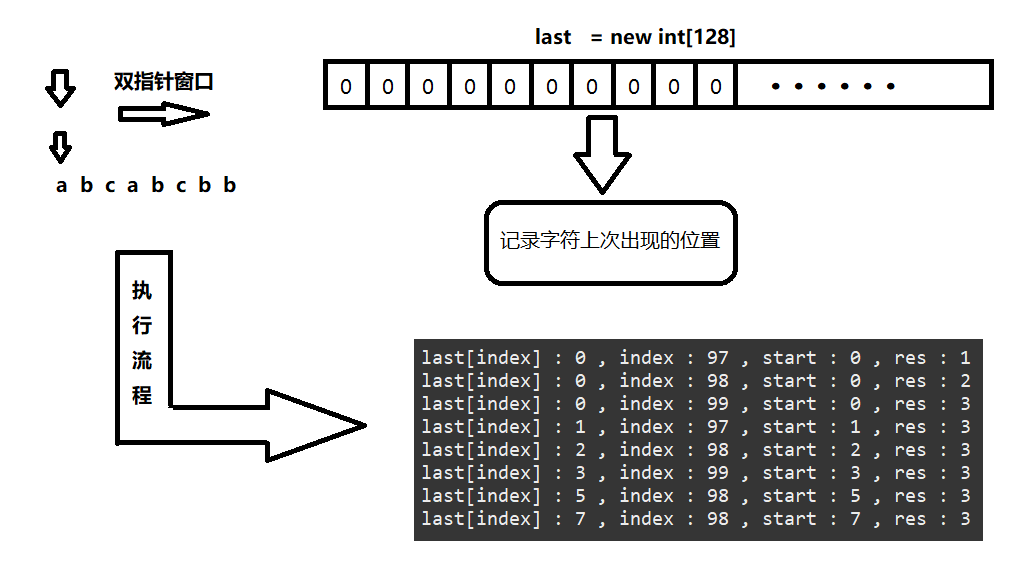 last = new int[128]
双指针窗口
0 0 0 0 0 0 0 0 0 0 ······
a b c a b c b b
记录字符上次出现的位置
执
行
流
程
last[index] : 0 , index : 97 , start : 0 , res : 1
last[index] : 0 , index : 98 , start : 0 , res : 2
last[index] : 0 , index : 99 , start : 0 , res : 3
last[index] : 1 , index : 97 , start : 1 , res : 3
last[index] : 2 , index : 98 , start : 2 , res : 3
last[index] : 3 , index : 99 , start : 3 , res : 3
last[index] : 5 , index : 98 , start : 5 , res : 3
last[index] : 7 , index : 98 , start : 7 , res : 3